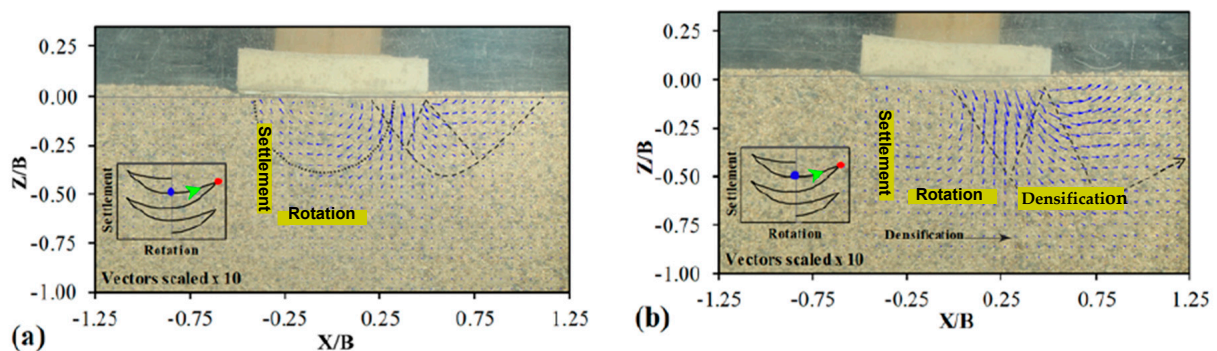 0.25
0.00
-0.25
-0.50
-0.75
-1.00
Z/B
Settlement
Rotation
Settlement
Rotation
Vectors scaled x 10
-1.25
-0.75
-0.25
0.25
0.75
1.25
X/B
(a)
0.25
0.00
-0.25
-0.50
-0.75
-1.00
Z/B
Settlement
Rotation
Densification
Settlement
Rotation
Densification
Vectors scaled x 10
-1.25
-0.75
-0.25
0.25
0.75
1.25
X/B
(b)